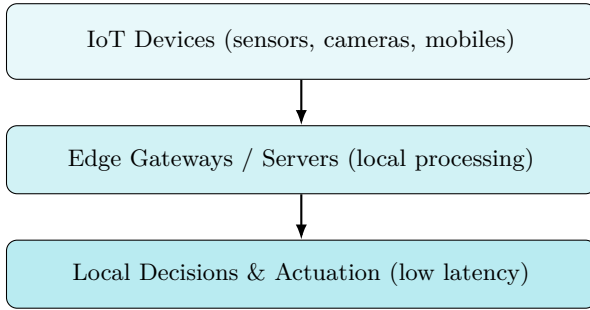 IoT Devices (sensors, cameras, mobiles)
Edge Gateways / Servers (local processing)
Local Decisions & Actuation (low latency)